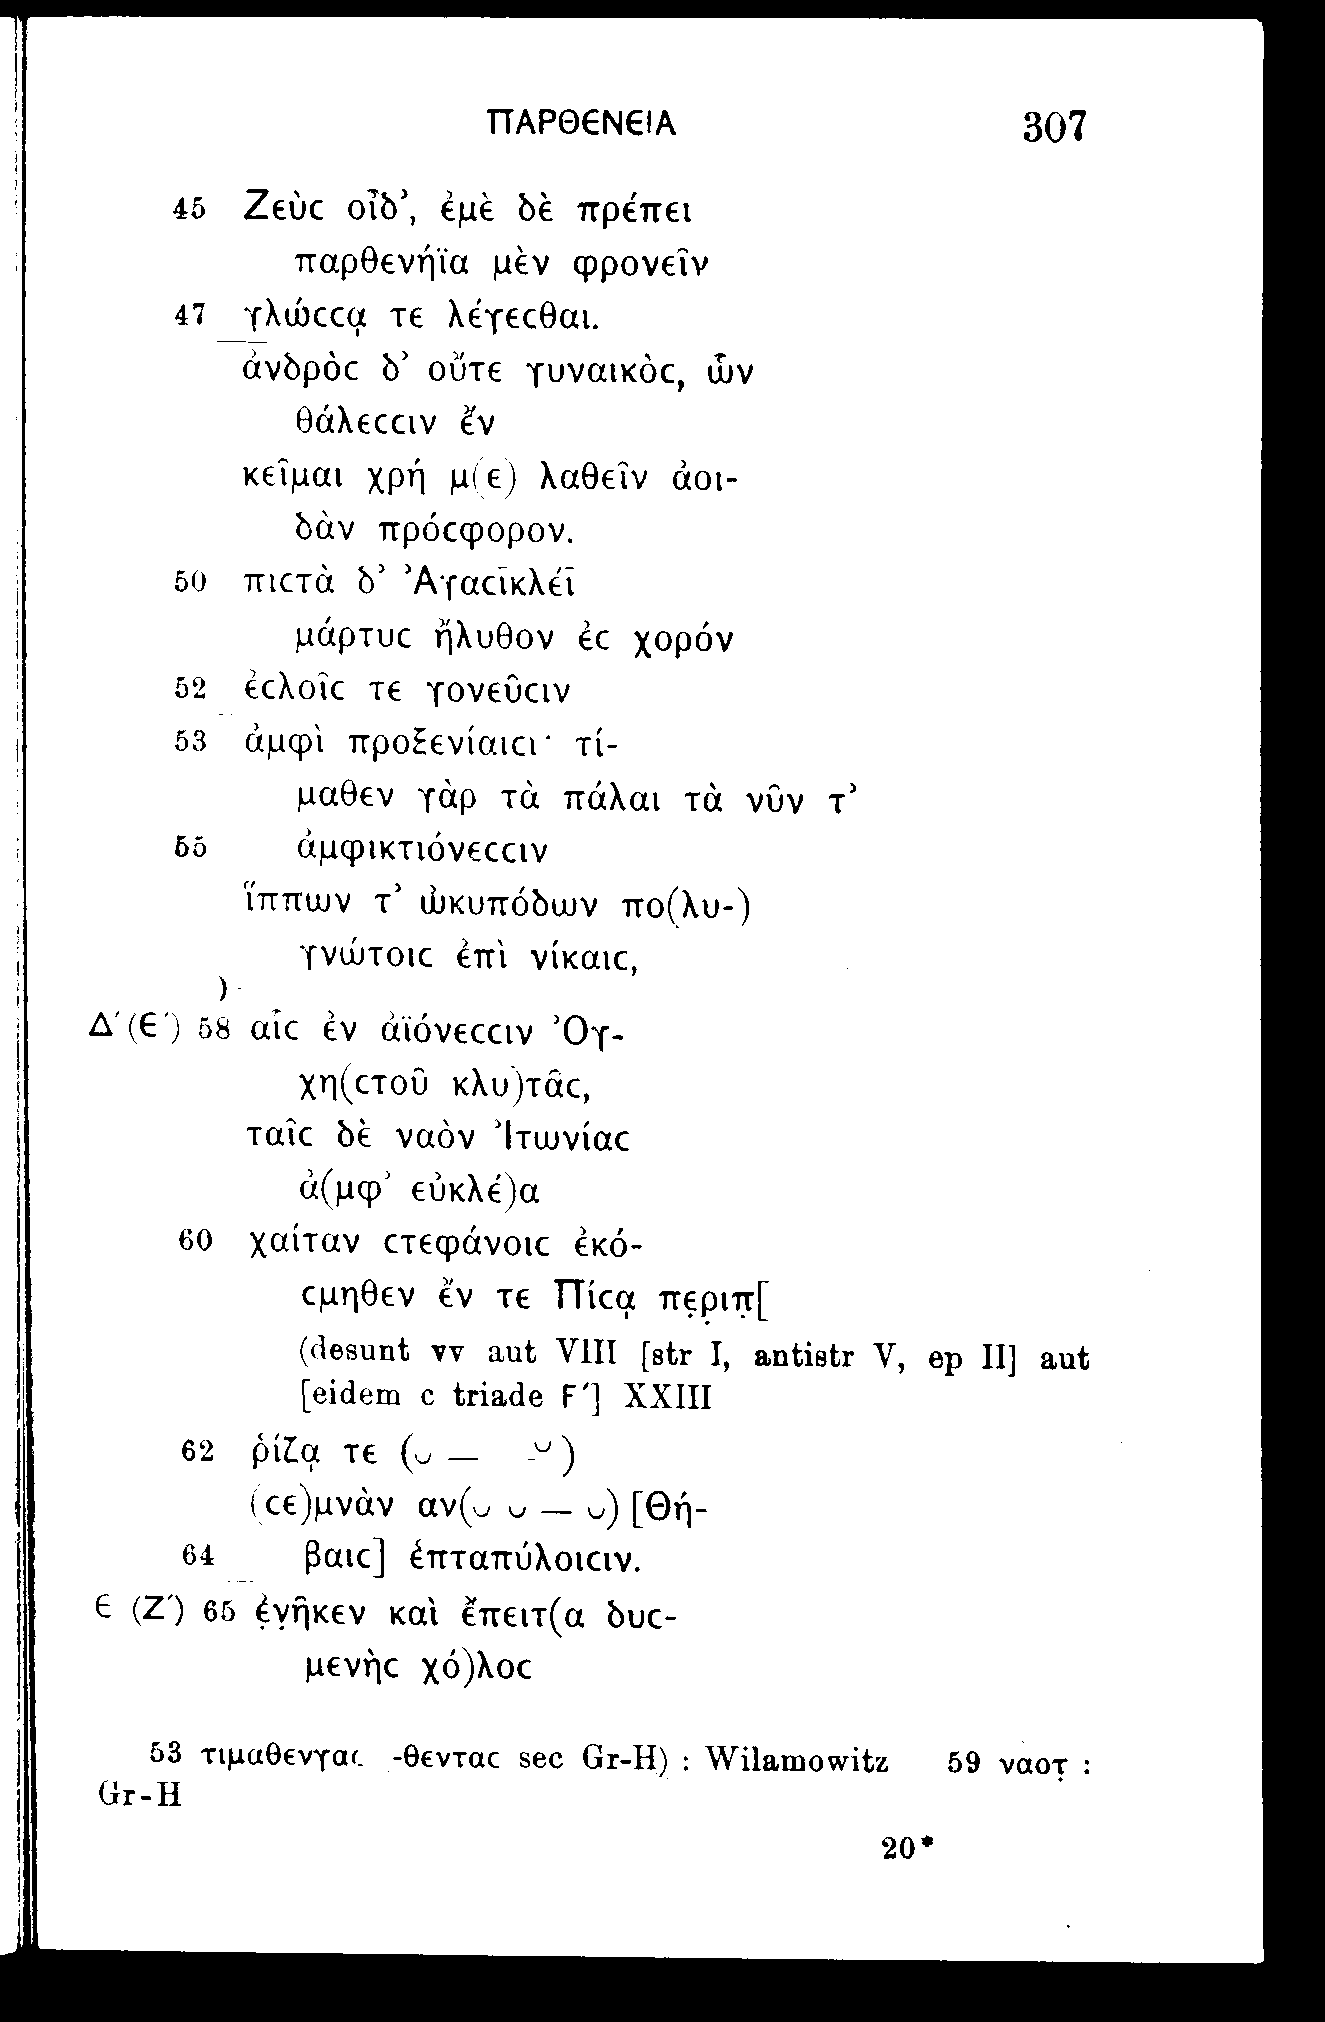 ΠΑΡΘΕΝΕΙΑ 307
45 Ζεὺϲ οἶδ’, ἐμὲ δὲ πρέπει
παρθενήϊα μὲν φρονεῖν
47 γλώϲϲᾳ τε λέγεϲθαι.
ἀνδρὸϲ δ’ οὔτε γυναικόϲ, ὧν
θάλεϲϲιν ἔν
κεῖμαι χρή μ(ε) λαθεῖν ἀοι-
δὰν πρόϲφορον.
50 πιϲτὰ δ’ Ἀγαϲῑκλέῑ
μάρτυϲ ἤλυθον ἐϲ χορόν
52 ἐϲλοῖϲ τε γονεῦϲιν
53 ἀμφὶ προξενίαιϲι· τί-
μαθεν γὰρ τὰ πάλαι τὰ νῦν τ’
55 ἀμφικτιόνεϲϲιν
ἵππων τ’ ὠκυπόδων πο(λυ-)
γνώτοιϲ ἐπὶ νίκαιϲ,
)
Δ΄(Ε΄) 58 αἷϲ ἐν ἀϊόνεϲϲιν Ὀγ-
χη(ϲτοῦ κλυ)τᾶϲ,
ταῖϲ δὲ ναὸν Ἰτωνίαϲ
ἀ(μφ’ εὐκλέ)α
60 χαίταν ϲτεφάνοιϲ ἐκό-
ϲμηθεν ἔν τε Πίϲᾳ πε̣ρ̣ιπ̣[
(desunt vv aut VIII [str I, antistr V, ep II] aut
[eidem c triade Ϝ΄] XXIII
62 ῥίζᾳ τε (⏑ — ⏑)
(ϲε)μνὰν αν(⏑ ⏑ — ⏑) [Θή-
64 βαιϲ] ἑπταπύλοιϲιν.
Ε (Ζ΄) 65 ἐ̣ν̣ῆκεν καὶ ἔπειτ(α δυϲ-
μενὴϲ χό)λοϲ
53 τιμαθενγαϲ -θενταϲ sec Gr-H) : Wilamowitz 59 ναοτ̣ :
Gr-H
20*